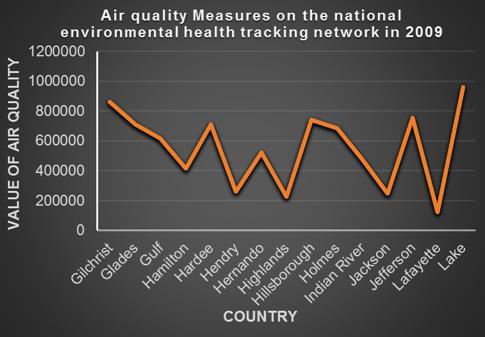 Air quality Measures on the national
environmental health tracking network in 2009
VALUE OF AIR QUALITY
1200000
1000000
800000
600000
400000
200000
0
Gilchrist
Glades
Gulf
Hamilton
Hardee
Hendry
Hernando
Highlands
Hillsborough
Holmes
Indian River
Jackson
Jefferson
Lafayette
Lake
COUNTRY